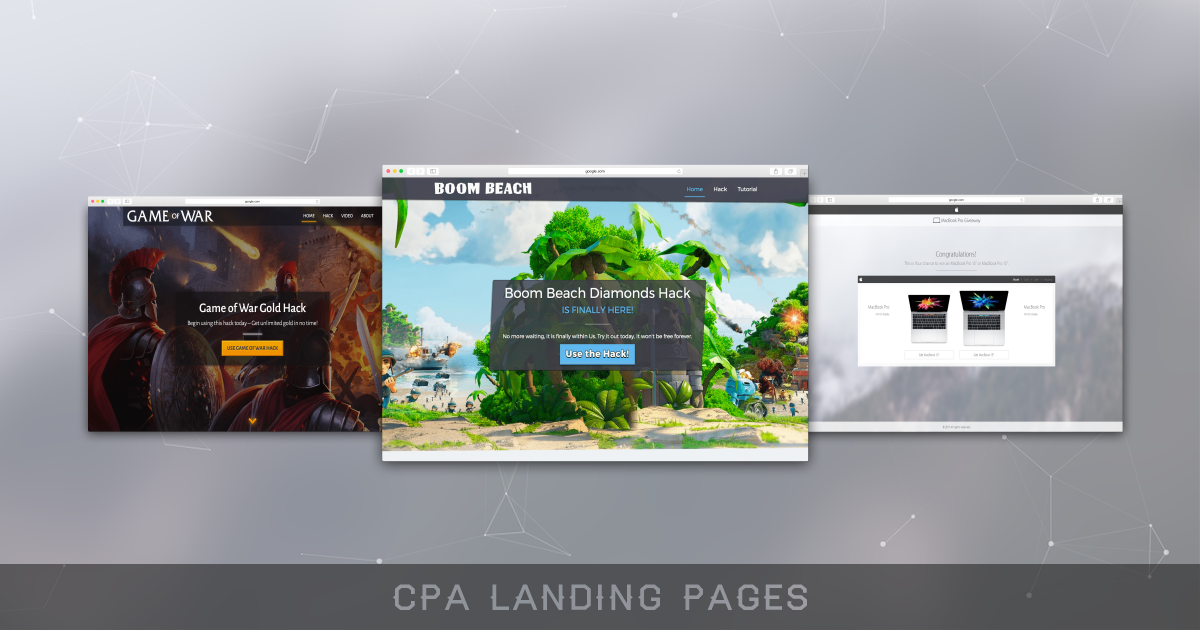 google.com
GAME OF WAR
HOME HACK VIDEO ABOUT
Game of War Gold Hack
Begin using this hack today – Get unlimited gold in no time!
USE GAME OF WAR HACK
google.com
BOOM BEACH
Home Hack Tutorial
Boom Beach Diamonds Hack
IS FINALLY HERE!
No more waiting, it is finally within Us. Try it out today, it won't be free forever.
Use the Hack!
google.com
MacBook Pro Giveaway
Congratulations!
MacBook Pro
MacBook Pro
CPA LANDING PAGES